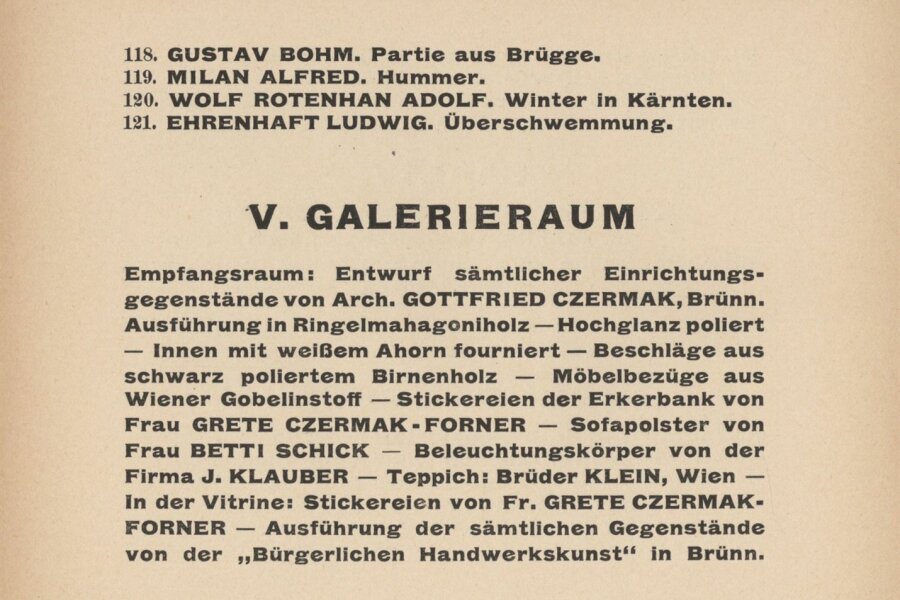 118. GUSTAV BOHM. Partie aus Brügge.
119. MILAN ALFRED. Hummer.
120. WOLF ROTENHAN ADOLF. Winter in Kärnten.
121. EHRENHAFT LUDWIG. Überschwemmung.
V. GALERIERAUM
Empfangsraum: Entwurf sämtlicher Einrichtungs-
gegenstände von Arch. GOTTFRIED CZERMAK, Brünn.
Ausführung in Ringelmahagoniholz — Hochglanz poliert
— Innen mit weißem Ahorn fourniert — Beschläge aus
schwarz poliertem Birnenholz — Möbelbezüge aus
Wiener Gobelinstoff — Stickereien der Erkerbank von
Frau GRETE CZERMAK-FORNER — Sofapolster von
Frau BETTI SCHICK — Beleuchtungskörper von der
Firma J. KLAUBER — Teppich: Brüder KLEIN, Wien —
In der Vitrine: Stickereien von Fr. GRETE CZERMAK-
FORNER — Ausführung der sämtlichen Gegenstände
von der „Bürgerlichen Handwerkskunst“ in Brünn.